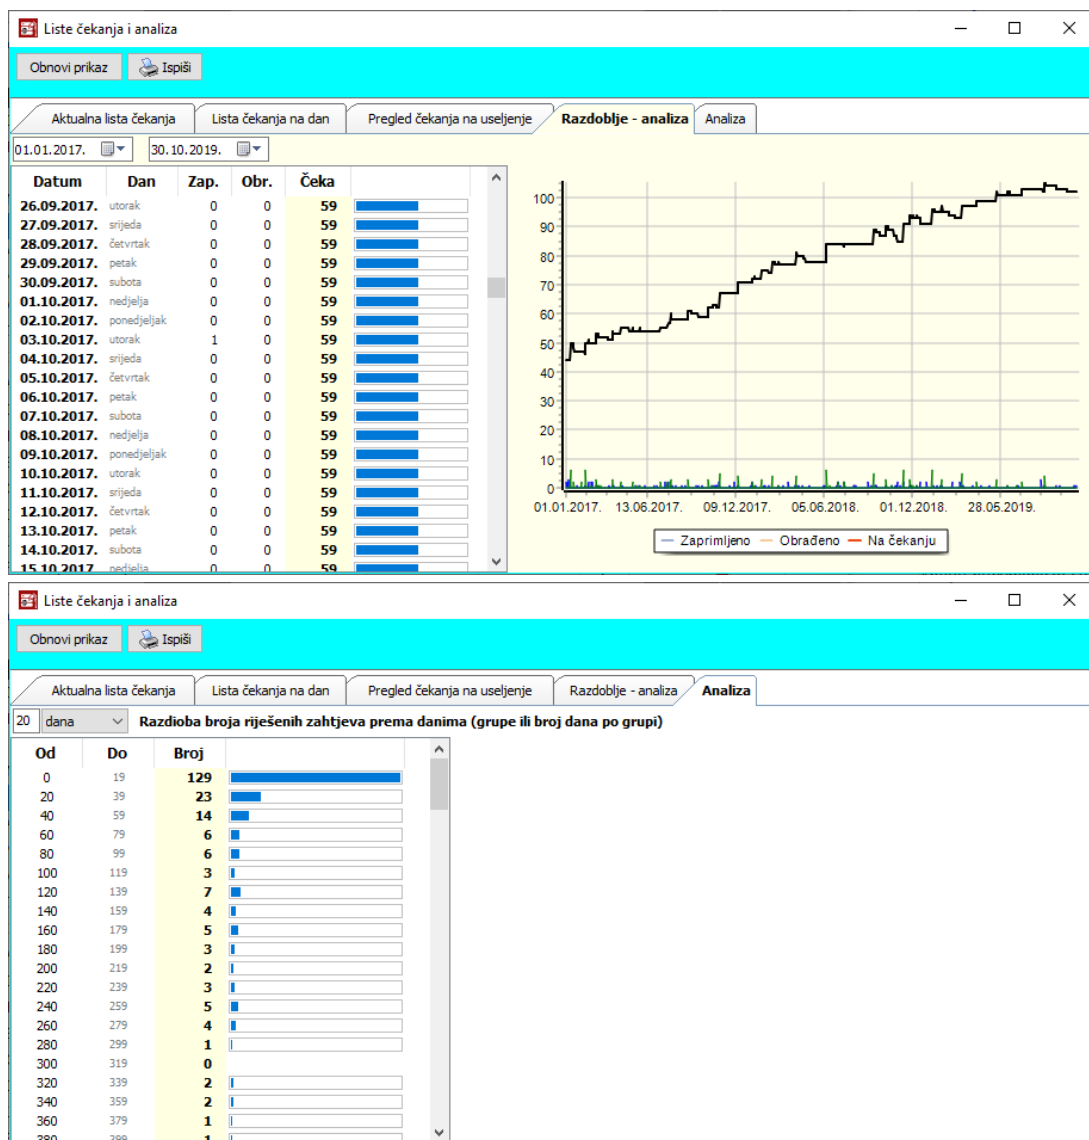 Liste čekanja i analiza
Obnovi prikaz Ispiši
Aktualna lista čekanja Lista čekanja na dan Pregled čekanja na useljenje Razdoblje - analiza Analiza
01.01.2017. 30.10.2019.
Datum Dan Zap. Obr. Čeka
26.09.2017. utorak 0 0 59
27.09.2017. srijeda 0 0 59
28.09.2017. četvrtak 0 0 59
29.09.2017. petak 0 0 59
30.09.2017. subota 0 0 59
01.10.2017. nedjelja 0 0 59
02.10.2017. ponedjeljak 0 0 59
03.10.2017. utorak 1 0 59
04.10.2017. srijeda 0 0 59
05.10.2017. četvrtak 0 0 59
06.10.2017. petak 0 0 59
07.10.2017. subota 0 0 59
08.10.2017. nedjelja 0 0 59
09.10.2017. ponedjeljak 0 0 59
10.10.2017. utorak 0 0 59
11.10.2017. srijeda 0 0 59
12.10.2017. četvrtak 0 0 59
13.10.2017. petak 0 0 59
14.10.2017. subota 0 0 59
15.10.2017. nedjelja 0 0 59
100
90
80
70
60
50
40
30
20
10
0
01.01.2017. 13.06.2017. 09.12.2017. 06.06.2018. 01.12.2018. 28.05.2019.
Zaprimljeno Obrađeno Na čekanju
Liste čekanja i analiza
Obnovi prikaz Ispiši
Aktualna lista čekanja Lista čekanja na dan Pregled čekanja na useljenje Razdoblje - analiza Analiza
20 dana Razdioba broja riješenih zahtjeva prema danima (grupe ili broj dana po grupi)
Od Do Broj
0 19 129
20 39 23
40 59 14
60 79 6
80 99 6
100 119 3
120 139 7
140 159 4
160 179 5
180 199 3
200 219 2
220 239 3
240 259 5
260 279 4
280 299 1
300 319 0
320 339 2
340 359 2
360 379 1
380 399 1